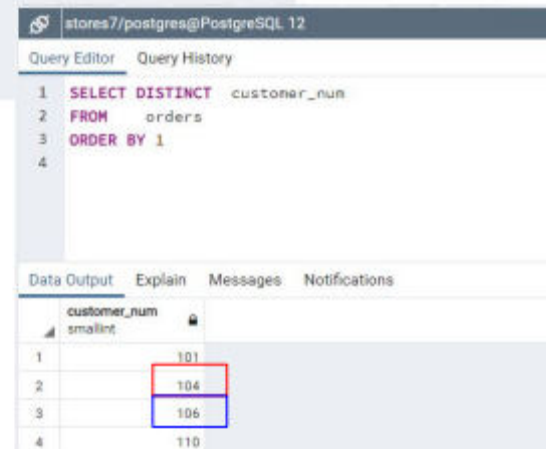 stores7/postgres@PostgreSQL 12
Query Editor Query History
1 SELECT DISTINCT customer_num
2 FROM orders
3 ORDER BY 1
4
Data Output Explain Messages Notifications
customer_num
smallint
1 101
2 104
3 106
4 110